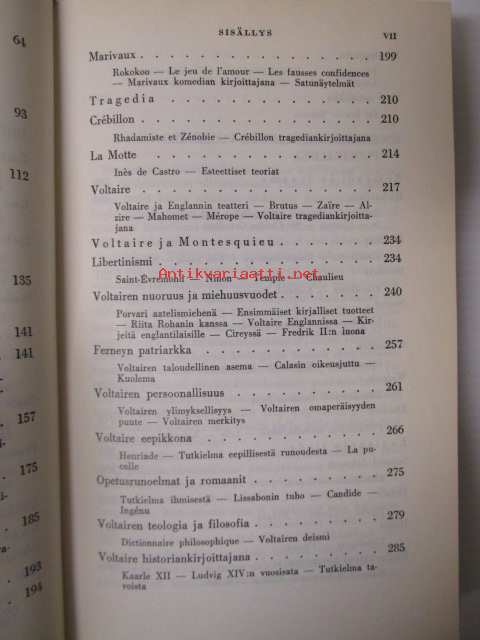 64
93
112
135
141
141
157
175
185
193
194
SISÄLLYS VII
Marivaux . . . . . . . . . . . . . . . . 199
Rokokoo — Le jeu de l'amour — Les fausses confidences
— Marivaux komedian kirjoittajana — Satunäytelmät
Tragedia . . . . . . . . . . . . . . . 210
Crébillon . . . . . . . . . . . . . . . 210
Rhadamiste et Zénobie — Crébillon tragediankirjoittajana
La Motte . . . . . . . . . . . . . . . 214
Inès de Castro — Esteettiset teoriat
Voltaire . . . . . . . . . . . . . . . . 217
Voltaire ja Englannin teatteri — Brutus — Zaïre — Al-
zire — Mahomet — Mérope — Voltaire tragediankirjoitta-
jana
Voltaire ja Montesquieu . . . . . . . 234
Libertinismi . . . . . . . . . . . . . . 234
Saint-Évremond — Ninon — Temple — Chaulieu
Antikvariaatti.net
Voltairen nuoruus ja miehuusvuodet . . . . . . . 240
Porvari aatelismiehenä — Ensimmäiset kirjalliset tuotteet
— Riita Rohanin kanssa — Voltaire Englannissa — Kir-
jeitä englantilaisille — Cireyssä — Fredrik II:n luona
Ferneyn patriarkka . . . . . . . . . . . 257
Voltairen taloudellinen asema — Calasin oikeusjuttu —
Kuolema
Voltairen persoonallisuus . . . . . . . . . . 261
Voltairen ylimyksellisyys — Voltairen omaperäisyyden
puute — Voltairen merkitys
Voltaire eepikkona . . . . . . . . . . . 266
Henriade — Tutkielma eepillisestä runoudesta — La pu-
celle
Opetusrunoelmat ja romaanit . . . . . . . . 275
Tutkielma ihmisestä — Lissabonin tuho — Candide —
Ingénu
Voltairen teologia ja filosofia . . . . . . . . . 279
Dictionnaire philosophique — Voltairen deismi
Voltaire historiankirjoittajana . . . . . . . . . 285
Kaarle XII — Ludvig XIV:n vuosisata — Tutkielma ta-
voista